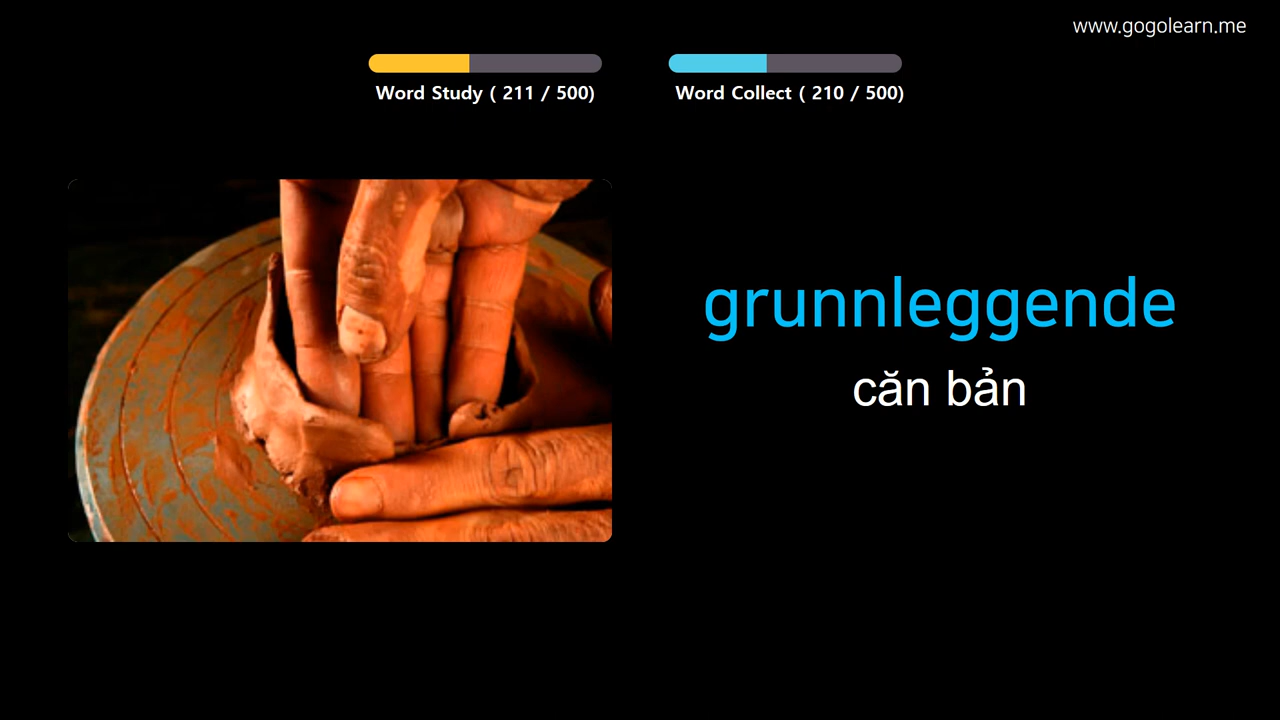 www.gogolearn.me
Word Study ( 211 / 500)
Word Collect ( 210 / 500)
grunnleggende
căn bản